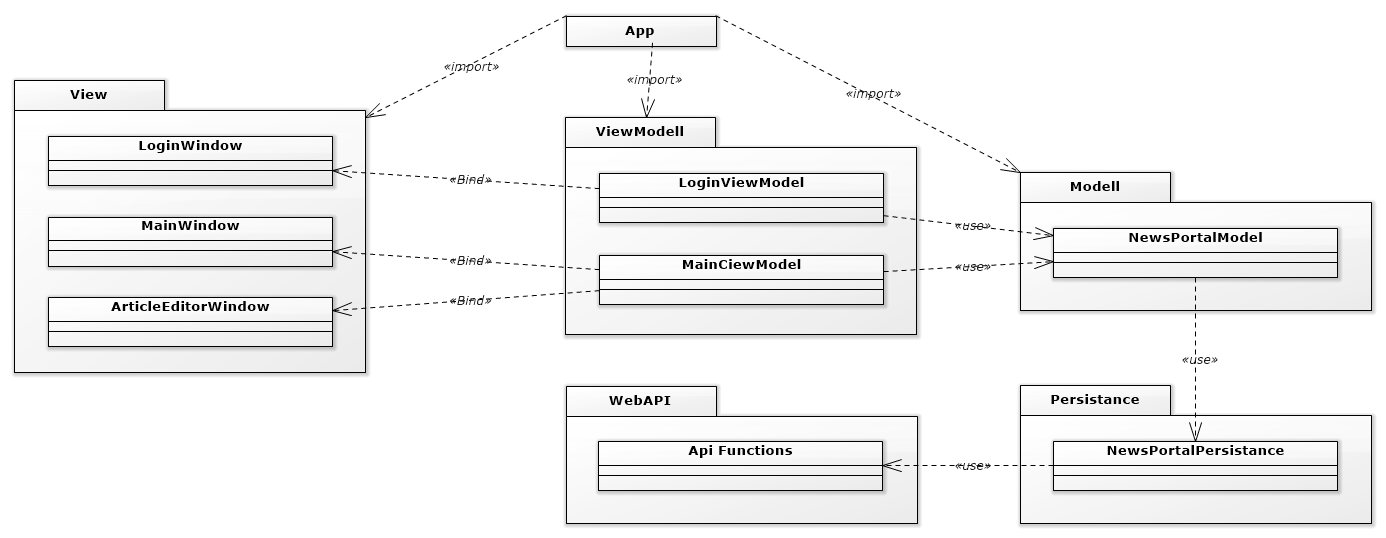 App
«import»
«import»
«import»
View
LoginWindow
MainWindow
ArticleEditorWindow
«Bind»
«Bind»
«Bind»
ViewModell
LoginViewModel
MainCiewModel
«use»
«use»
Modell
NewsPortalModel
«use»
WebAPI
Api Functions
«use»
Persistance
NewsPortalPersistance